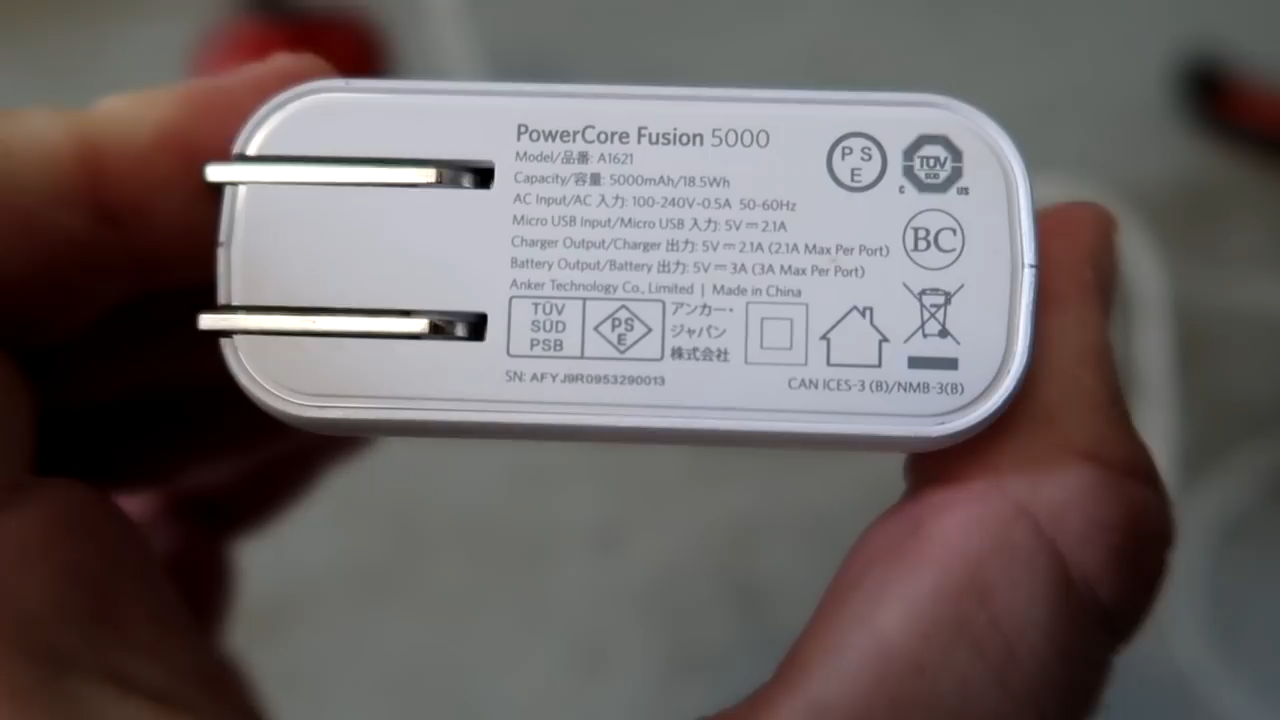 PowerCore Fusion 5000
Model/品番: A1621
Capacity/容量: 5000mAh/18.5Wh
AC Input/AC 入力: 100-240V~0.5A 50-60Hz
Micro USB Input/Micro USB 入力: 5V⎓2.1A
Charger Output/Charger 出力: 5V⎓2.1A (2.1A Max Per Port)
Battery Output/Battery 出力: 5V⎓3A (3A Max Per Port)
Anker Technology Co., Limited | Made in China
P S
E
TÜV
SÜD
C US
BC
TÜV
SÜD
PSB
PS
E
アンカー・
ジャパン
株式会社
SN: AFYJ9R0953290013
CAN ICES-3 (B)/NMB-3(B)